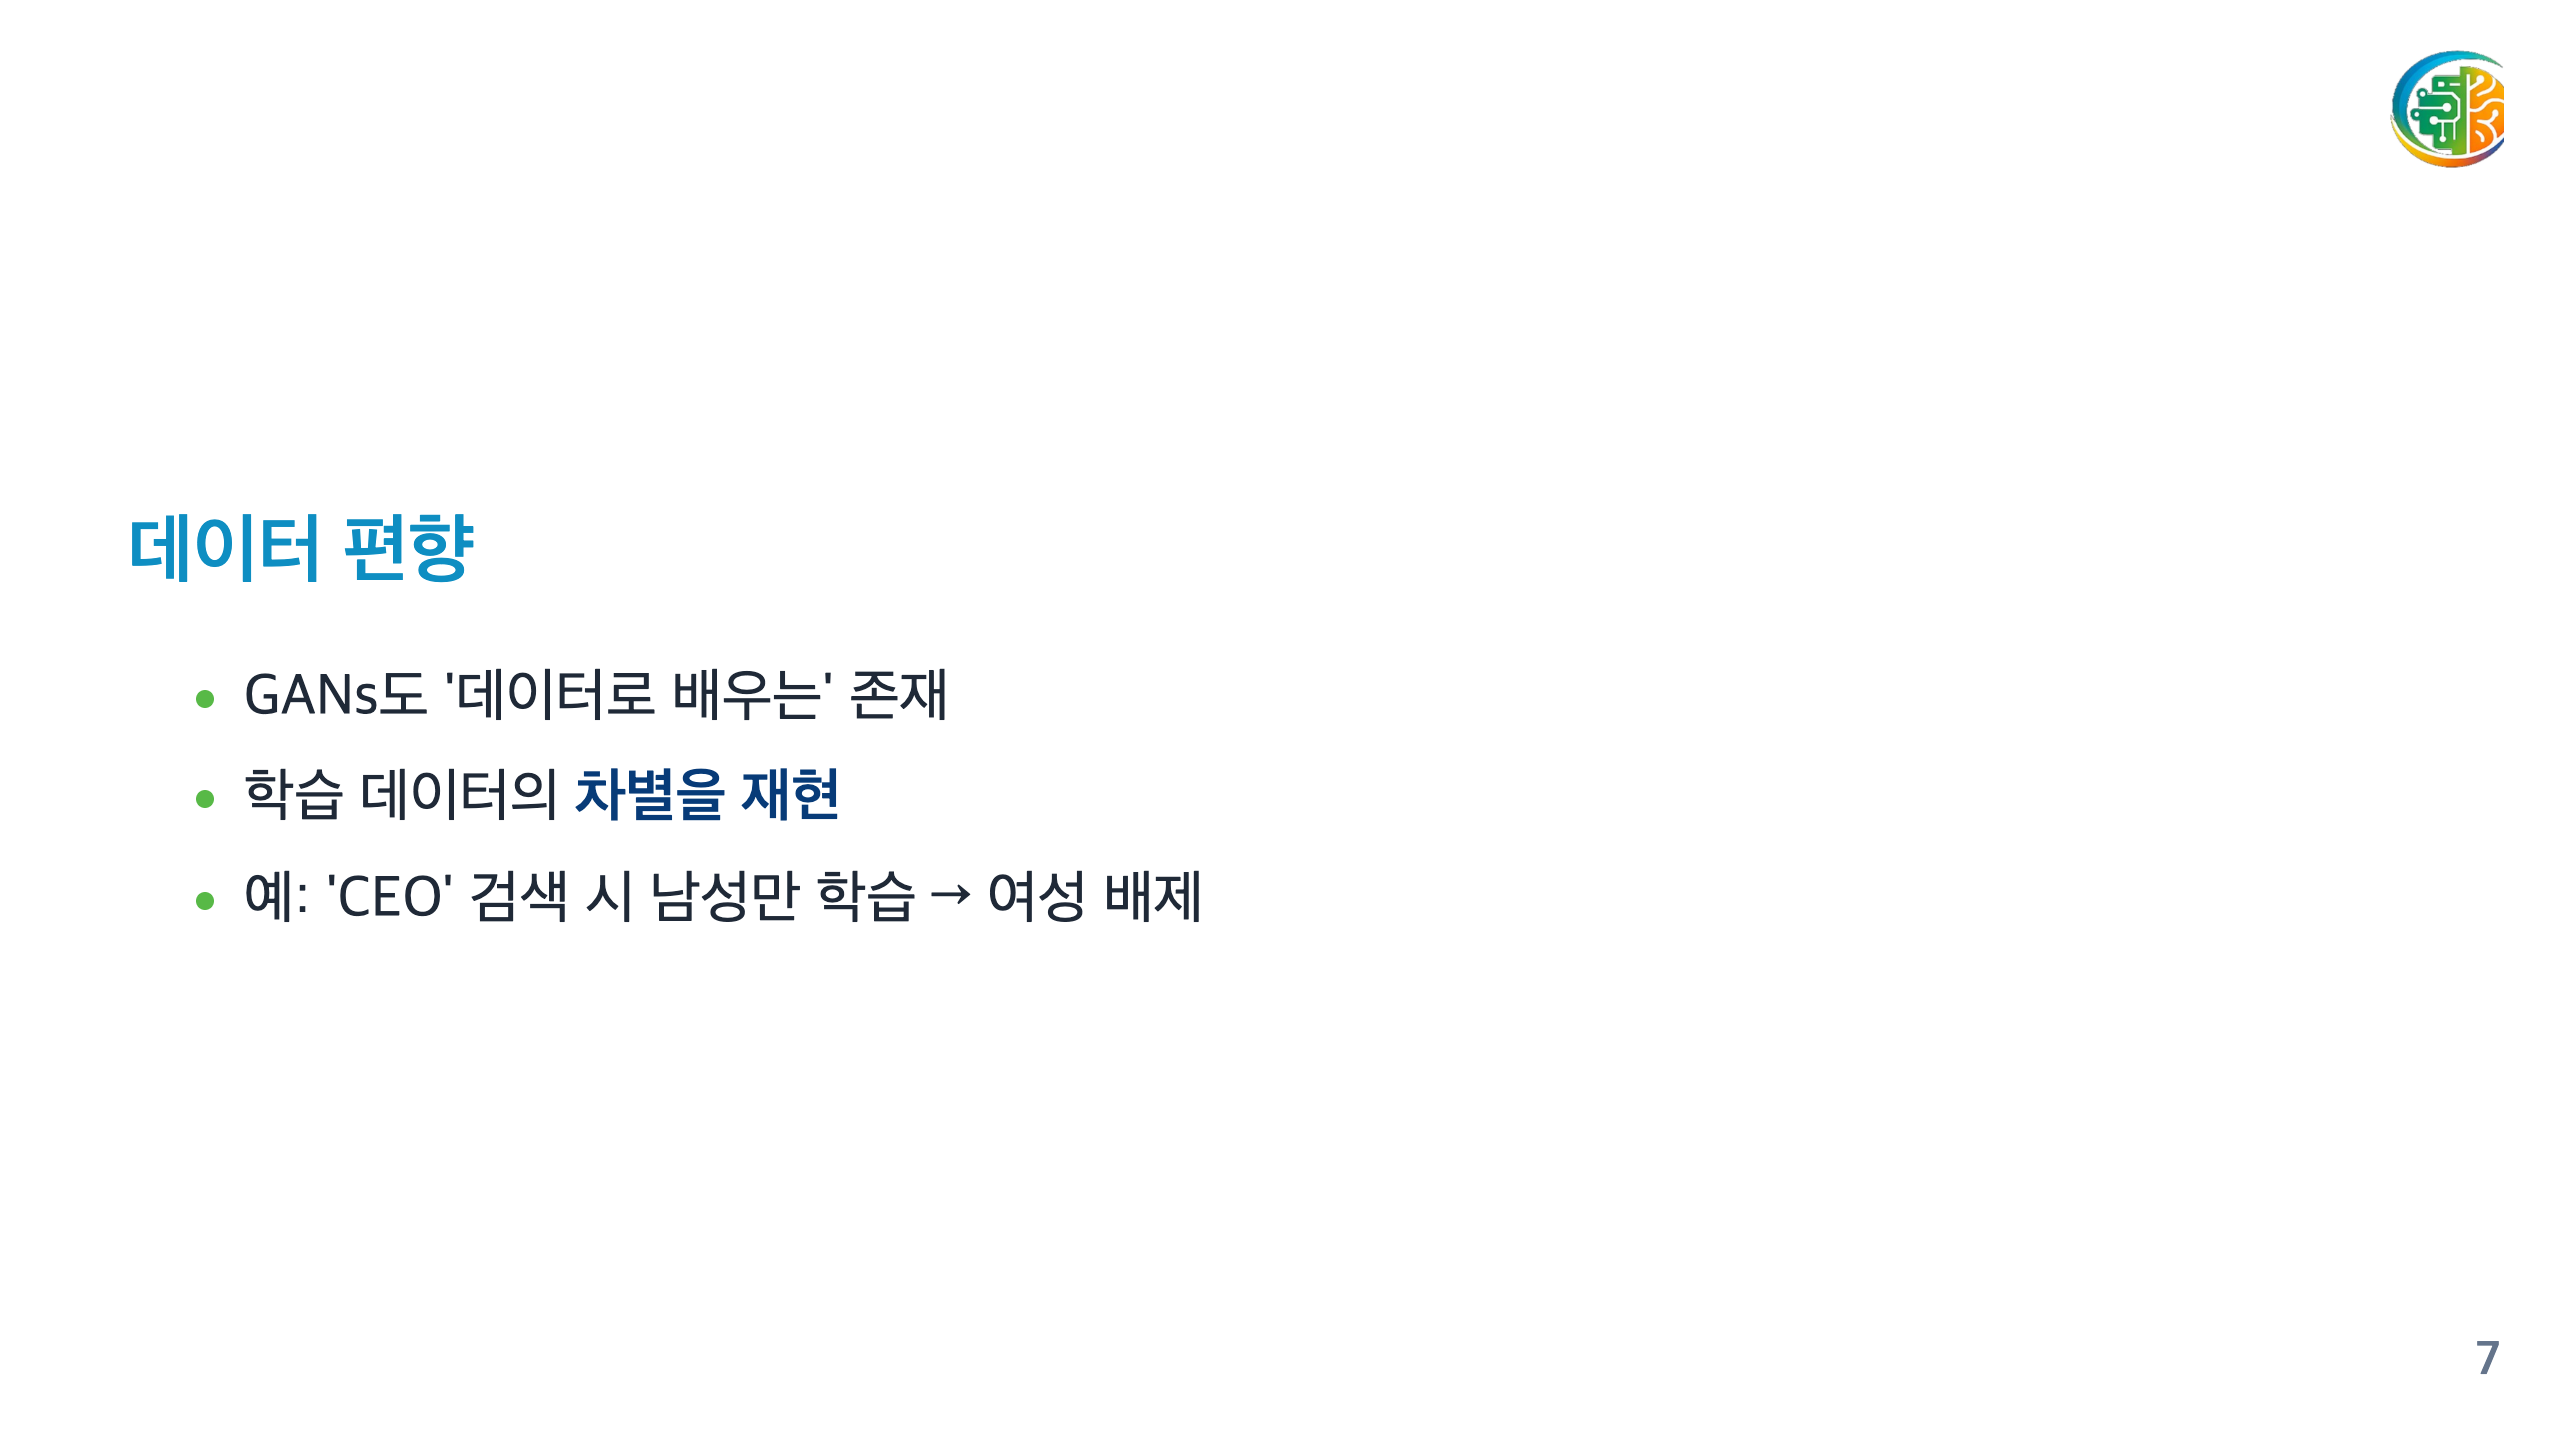 데이터 편향
• GANs도 '데이터로 배우는' 존재
• 학습 데이터의 차별을 재현
• 예: 'CEO' 검색 시 남성만 학습 → 여성 배제
7